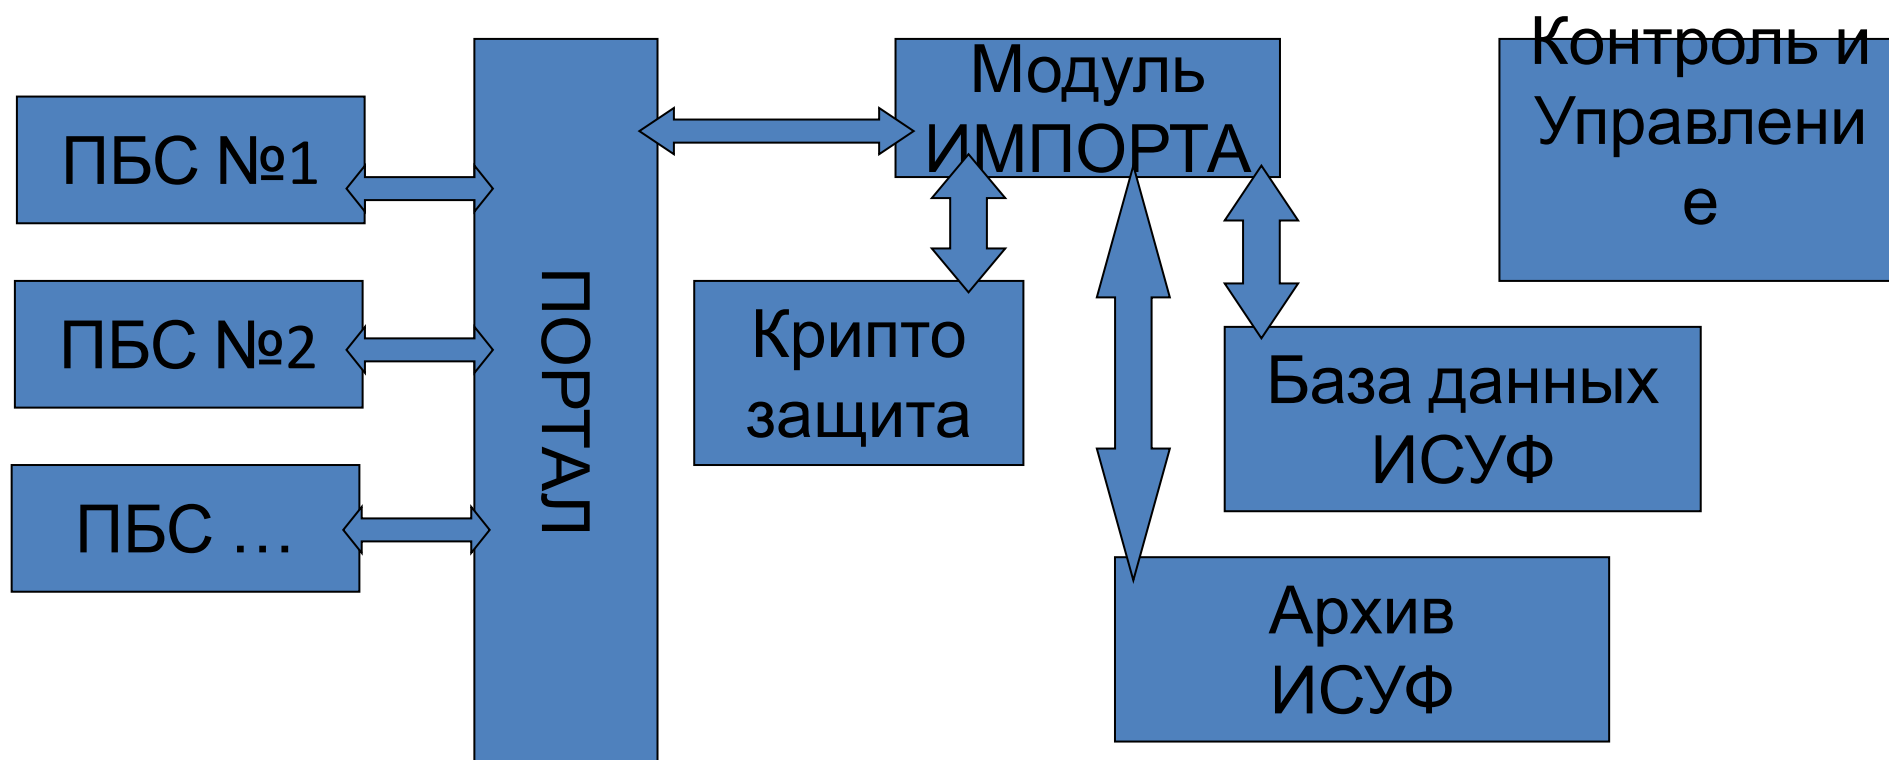 ПБС №1
ПБС №2
ПБС ...
ПОРТАЛ
Модуль
ИМПОРТА
Крипто
защита
База данных
ИСУФ
Архив
ИСУФ
Контроль и
Управлени
е